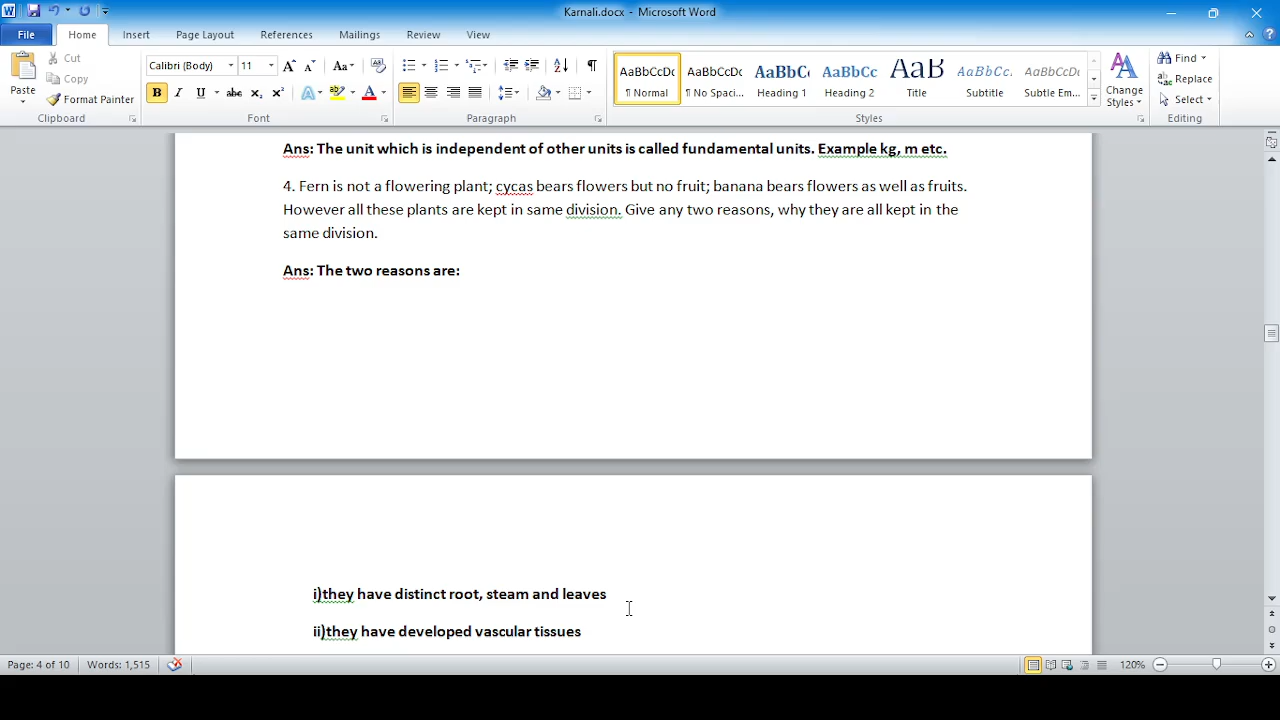 Karnali.docx - Microsoft Word
File Home Insert Page Layout References Mailings Review View
Paste
Cut
Copy
Format Painter
Clipboard
Calibri (Body) 11
Font
Paragraph
AaBbCcDc AaBbCcDc AaBbCc AaBbCc AaB AaBbCc. AaBbCcDc
¶ Normal ¶ No Spaci... Heading 1 Heading 2 Title Subtitle Subtle Em...
Styles
Change Styles
Find
Replace
Select
Editing
Ans: The unit which is independent of other units is called fundamental units. Example kg, m etc.
4. Fern is not a flowering plant; cycas bears flowers but no fruit; banana bears flowers as well as fruits.
However all these plants are kept in same division. Give any two reasons, why they are all kept in the
same division.
Ans: The two reasons are:
i)they have distinct root, steam and leaves
ii)they have developed vascular tissues
Page: 4 of 10 Words: 1,515 120%